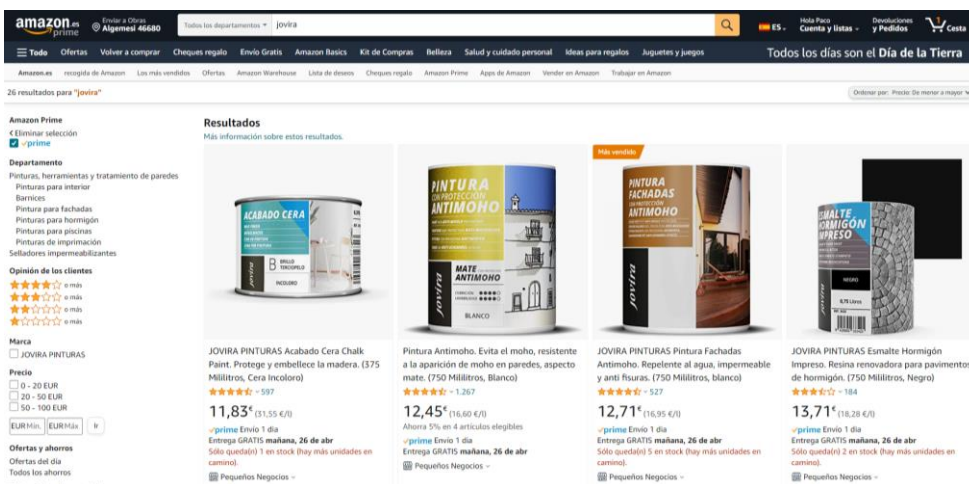 amazon.es
prime
Enviar a Obras
Algemesí 46680
Todos los departamentos
jovira
ES
Hola Paco
Cuenta y listas
Devoluciones
y Pedidos
1
Cesta
Todo Ofertas Volver a comprar Cheques regalo Envío Gratis Amazon Basics Kit de Compras Belleza Salud y cuidado personal Ideas para regalos Juguetes y juegos
Todos los días son el Día de la Tierra
Amazon.es recogida de Amazon Los más vendidos Ofertas Amazon Warehouse Lista de deseos Cheques regalo Amazon Prime Apps de Amazon Vender en Amazon Trabajar en Amazon
26 resultados para "jovira"
Ordenar por: Precio: De menor a mayor
Amazon Prime
Eliminar selección
prime
Departamento
Pinturas, herramientas y tratamiento de paredes
Pinturas para interior
Barnices
Pintura para fachadas
Pinturas para hormigón
Pinturas para piscinas
Pinturas de imprimación
Selladores impermeabilizantes
Opinión de los clientes
o más
o más
o más
o más
Marca
JOVIRA PINTURAS
Precio
0 - 20 EUR
20 - 50 EUR
50 - 100 EUR
EUR Mín. EUR Máx Ir
Ofertas y ahorros
Ofertas del día
Todos los ahorros
Resultados
Más información sobre estos resultados.
ACABADO CERA
B BRILLO
TERCIOPELO
INCOLORO
jovira
JOVIRA PINTURAS Acabado Cera Chalk
Paint. Protege y embellece la madera. (375
Mililitros, Cera Incoloro)
597
11,83€ (31,55 €/l)
prime Envío 1 día
Entrega GRATIS mañana, 26 de abr
Sólo queda(n) 1 en stock (hay más unidades en
camino).
Pequeños Negocios
PINTURA
CON PROTECCIÓN
ANTIMOHO
MATE
ANTIMOHO
BLANCO
jovira
Pintura Antimoho. Evita el moho, resistente
a la aparición de moho en paredes, aspecto
mate. (750 Mililitros, Blanco)
1.267
12,45€ (16,60 €/l)
Ahorra 5% en 4 artículos elegibles
prime Envío 1 día
Entrega GRATIS mañana, 26 de abr
Pequeños Negocios
Más vendido
PINTURA
FACHADAS
CON PROTECCIÓN
ANTIMOHO
jovira
JOVIRA PINTURAS Pintura Fachadas
Antimoho. Repelente al agua, impermeable
y anti fisuras. (750 Mililitros, blanco)
527
12,71€ (16,95 €/l)
prime Envío 1 día
Entrega GRATIS mañana, 26 de abr
Sólo queda(n) 5 en stock (hay más unidades en
camino).
Pequeños Negocios
ESMALTE
HORMIGÓN
IMPRESO
NEGRO
0,75 Litros
jovira
JOVIRA PINTURAS Esmalte Hormigón
Impreso. Resina renovadora para pavimentos
de hormigón. (750 Mililitros, Negro)
184
13,71€ (18,28 €/l)
prime Envío 1 día
Entrega GRATIS mañana, 26 de abr
Sólo queda(n) 2 en stock (hay más unidades en
camino).
Pequeños Negocios